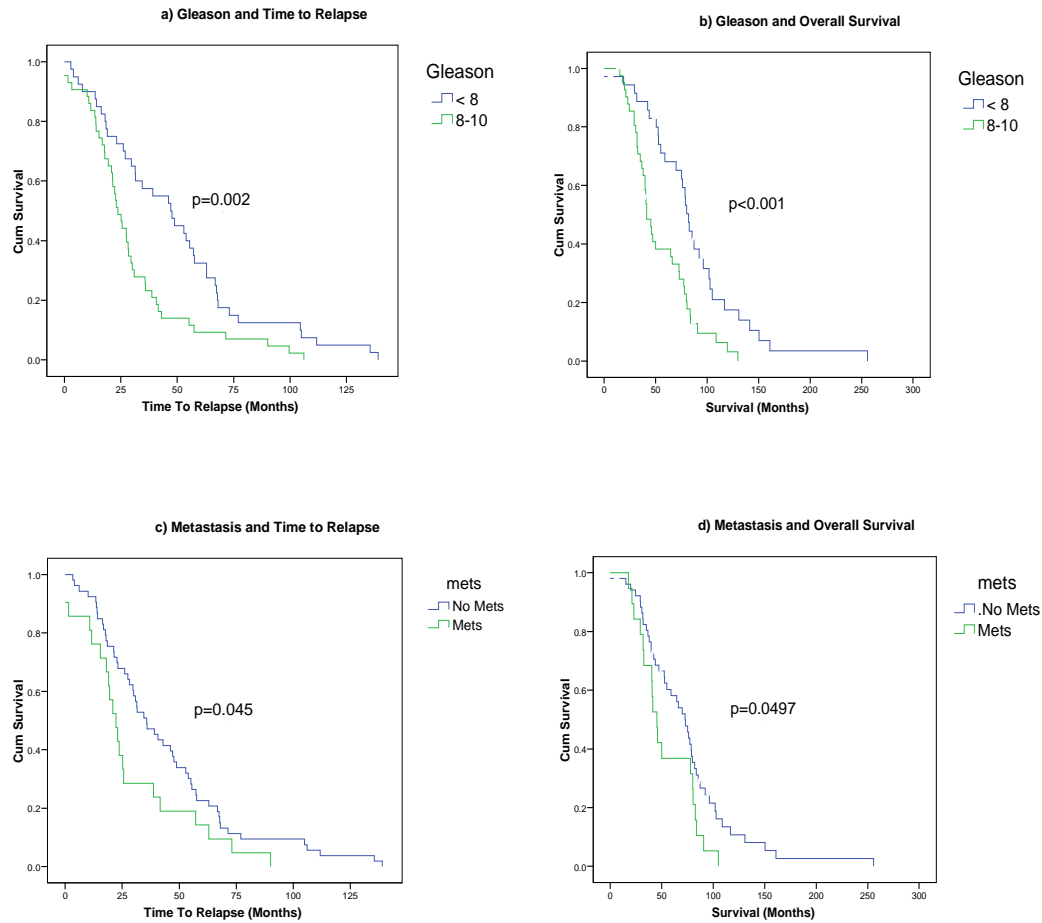 a) Gleason and Time to Relapse
1.0
0.8
0.6
0.4
0.2
0.0
Cum Survival
p=0.002
0 25 50 75 100 125
Time To Relapse (Months)
Gleason
< 8
8-10
b) Gleason and Overall Survival
1.0
0.8
0.6
0.4
0.2
0.0
Cum Survival
p<0.001
0 50 100 150 200 250 300
Survival (Months)
Gleason
< 8
8-10
c) Metastasis and Time to Relapse
1.0
0.8
0.6
0.4
0.2
0.0
Cum Survival
p=0.045
0 25 50 75 100 125
Time To Relapse (Months)
mets
No Mets
Mets
d) Metastasis and Overall Survival
1.0
0.8
0.6
0.4
0.2
0.0
Cum Survival
p=0.0497
0 50 100 150 200 250 300
Survival (Months)
mets
.No Mets
Mets